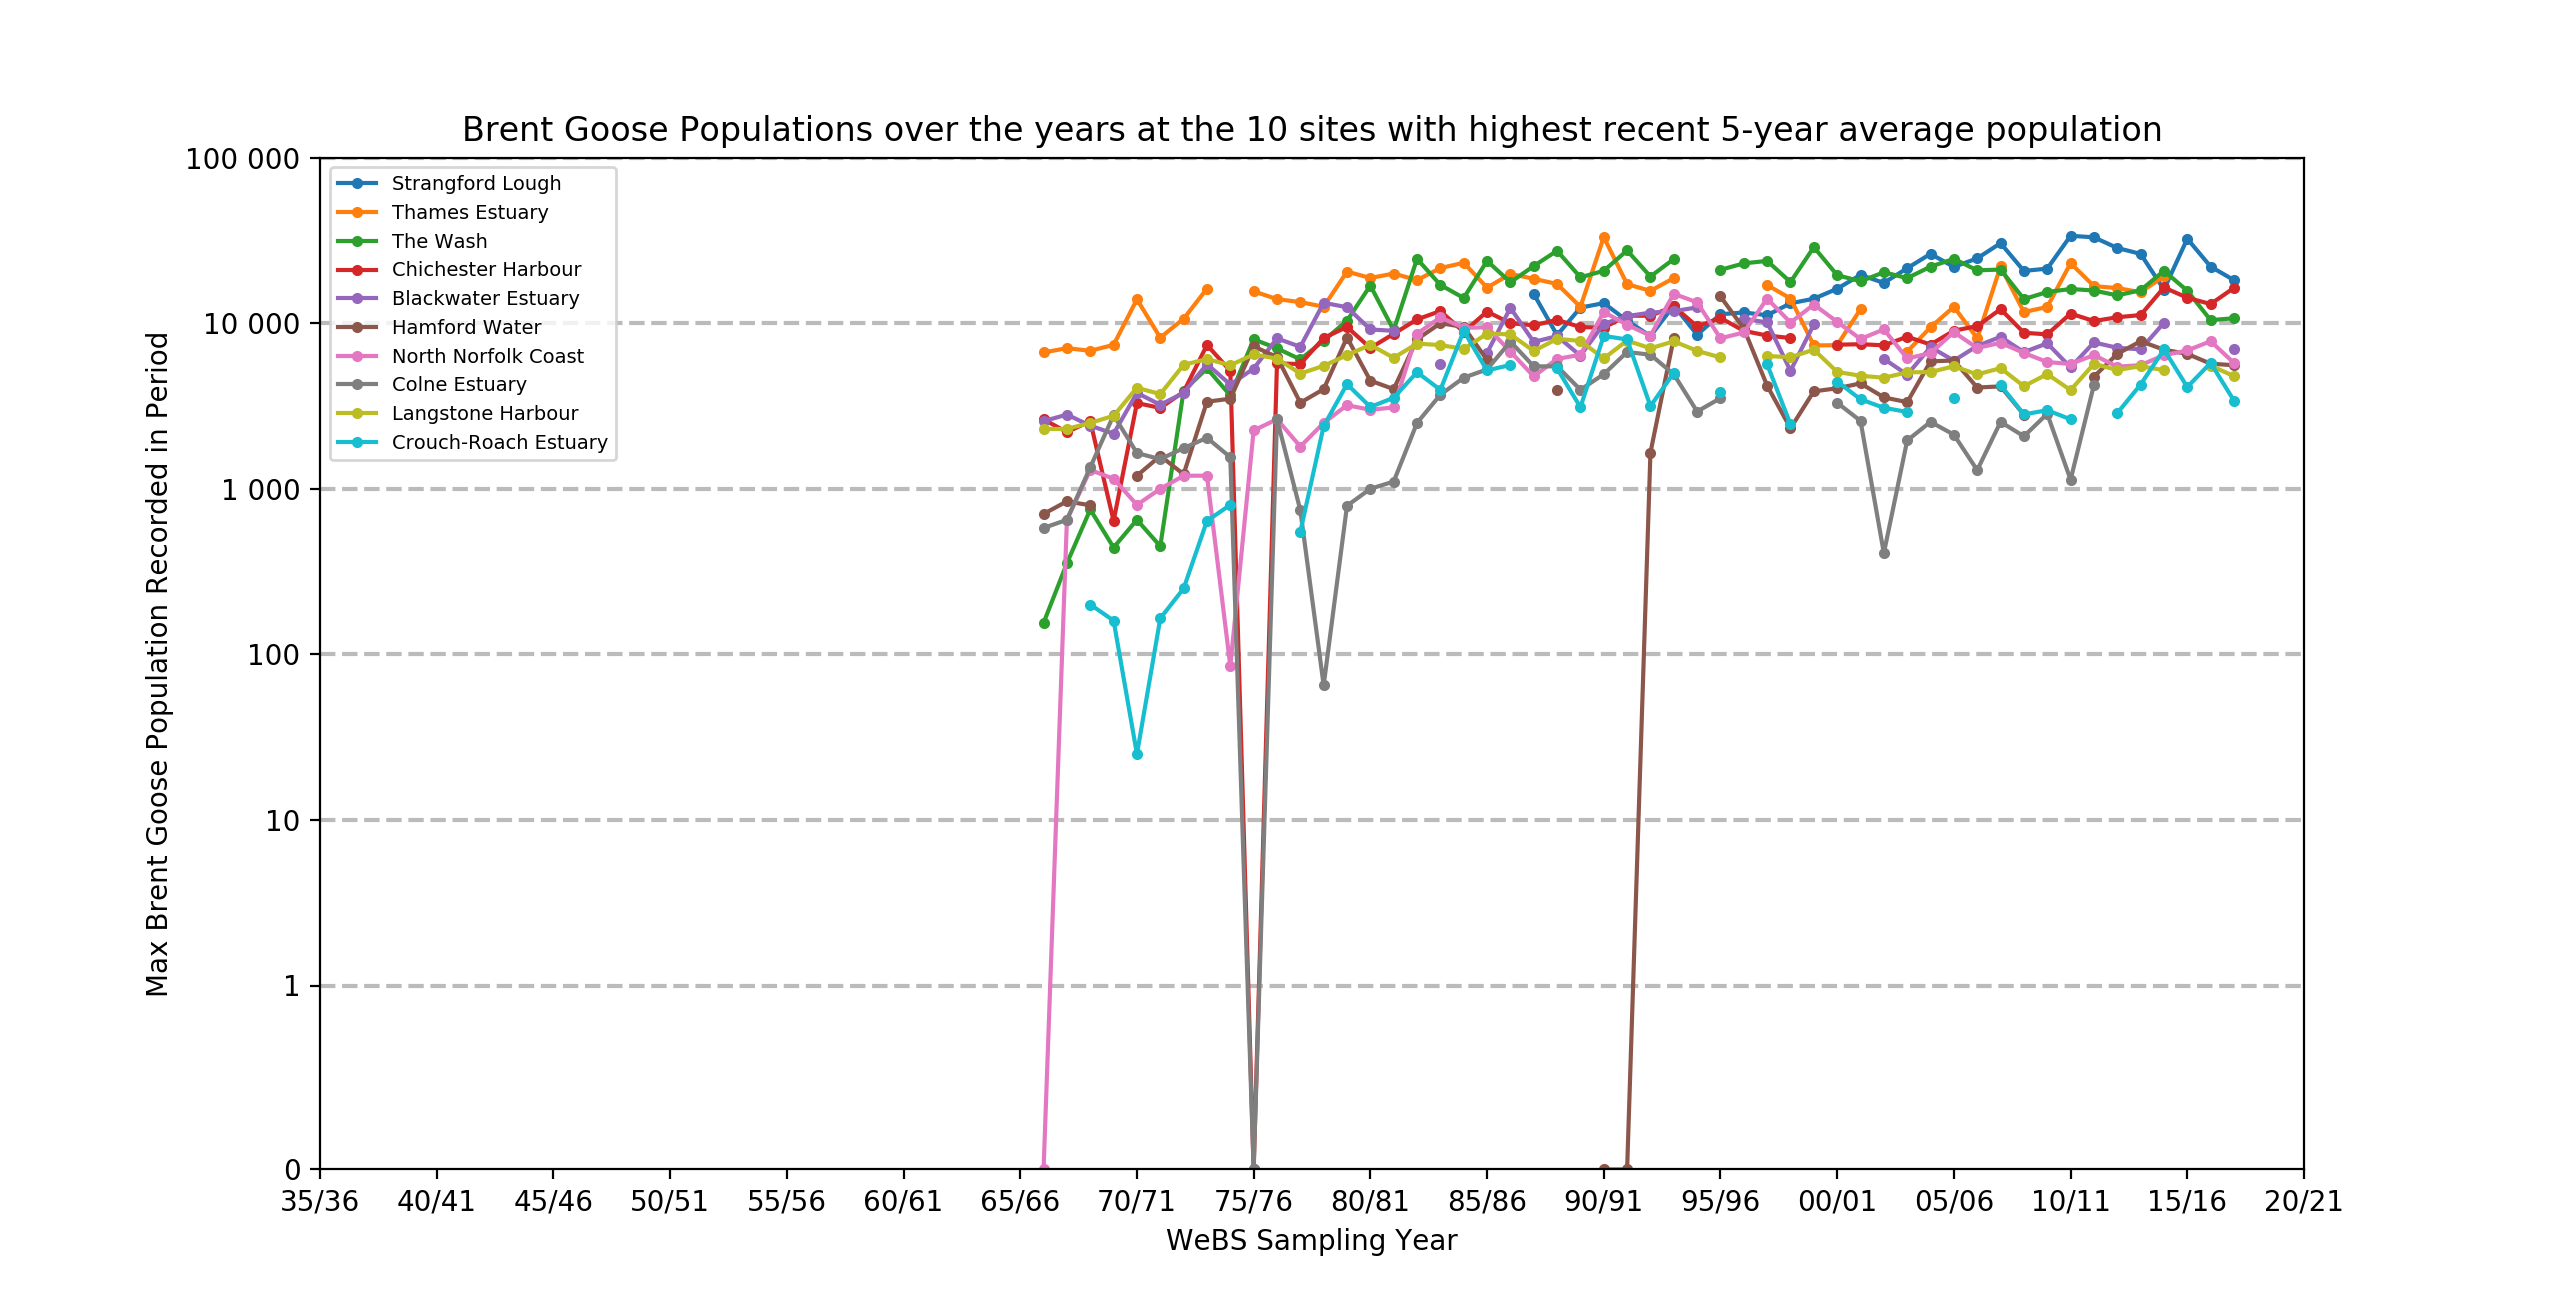 Brent Goose Populations over the years at the 10 sites with highest recent 5-year average population
100 000
10 000
1 000
100
10
1
0
Max Brent Goose Population Recorded in Period
Strangford Lough
Thames Estuary
The Wash
Chichester Harbour
Blackwater Estuary
Hamford Water
North Norfolk Coast
Colne Estuary
Langstone Harbour
Crouch-Roach Estuary
35/36 40/41 45/46 50/51 55/56 60/61 65/66 70/71 75/76 80/81 85/86 90/91 95/96 00/01 05/06 10/11 15/16 20/21
WeBS Sampling Year